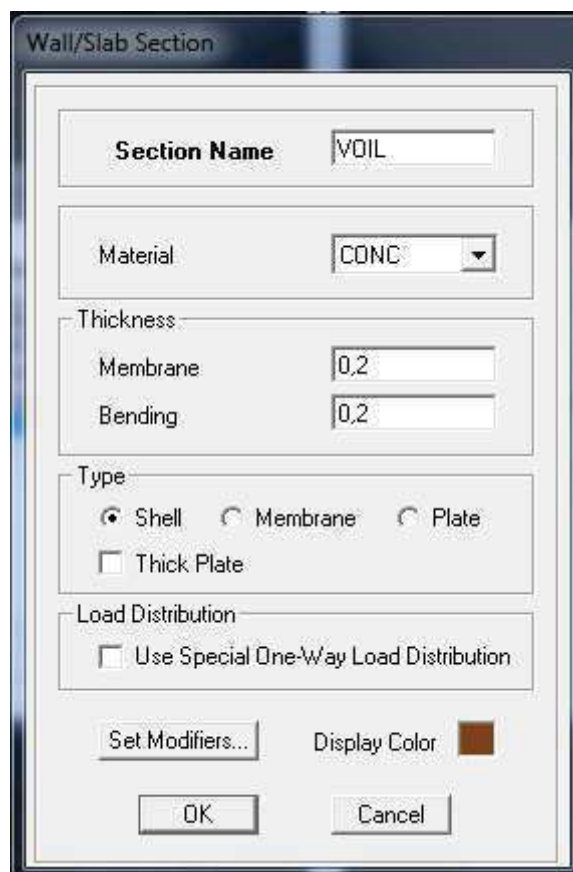 Wall/Slab Section
Section Name VOIL
Material CONC
Thickness
Membrane 0,2
Bending 0,2
Type
Shell Membrane Plate
Thick Plate
Load Distribution
Use Special One-Way Load Distribution
Set Modifiers... Display Color
OK Cancel